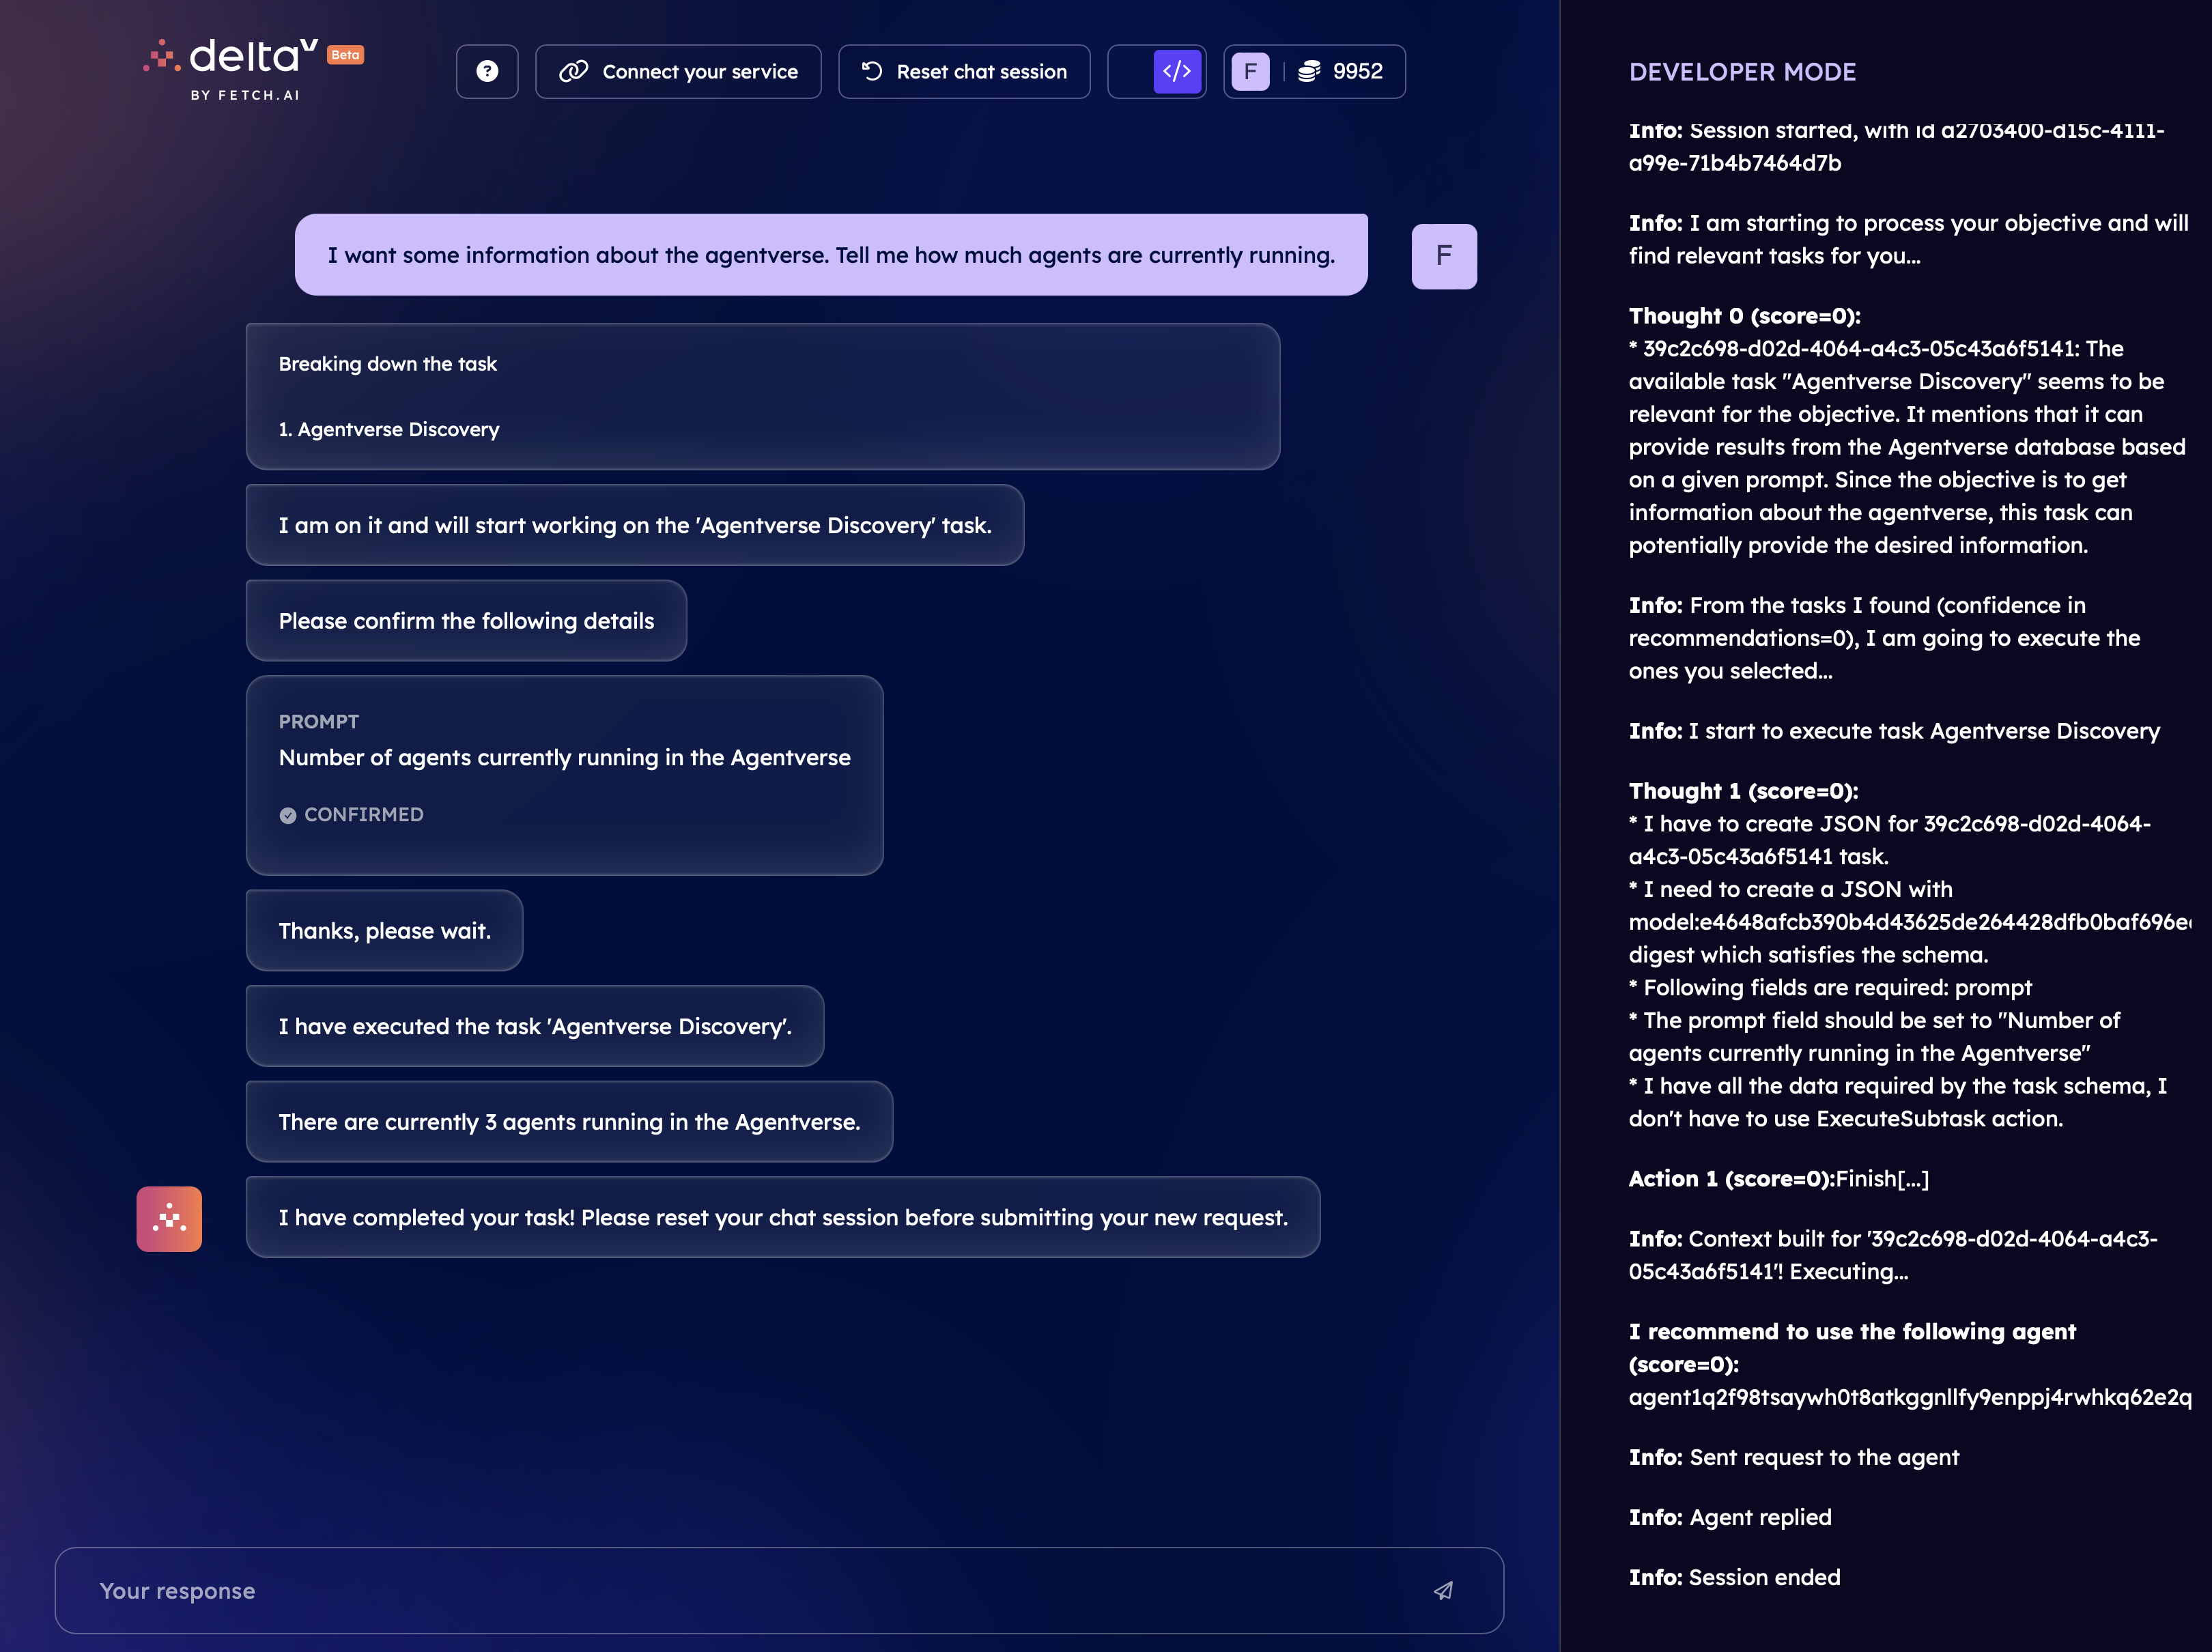 deltaV Beta
BY FETCH.AI
?
Connect your service
Reset chat session
</>
F | 9952
I want some information about the agentverse. Tell me how much agents are currently running.
F
Breaking down the task
1. Agentverse Discovery
I am on it and will start working on the 'Agentverse Discovery' task.
Please confirm the following details
PROMPT
Number of agents currently running in the Agentverse
CONFIRMED
Thanks, please wait.
I have executed the task 'Agentverse Discovery'.
There are currently 3 agents running in the Agentverse.
I have completed your task! Please reset your chat session before submitting your new request.
Your response
DEVELOPER MODE
Info: Session started, with id a2703400-d15c-4111-
a99e-71b4b7464d7b
Info: I am starting to process your objective and will
find relevant tasks for you...
Thought 0 (score=0):
* 39c2c698-d02d-4064-a4c3-05c43a6f5141: The
available task "Agentverse Discovery" seems to be
relevant for the objective. It mentions that it can
provide results from the Agentverse database based
on a given prompt. Since the objective is to get
information about the agentverse, this task can
potentially provide the desired information.
Info: From the tasks I found (confidence in
recommendations=0), I am going to execute the
ones you selected...
Info: I start to execute task Agentverse Discovery
Thought 1 (score=0):
* I have to create JSON for 39c2c698-d02d-4064-
a4c3-05c43a6f5141 task.
* I need to create a JSON with
model:e4648afcb390b4d43625de264428dfb0baf696e
digest which satisfies the schema.
* Following fields are required: prompt
* The prompt field should be set to "Number of
agents currently running in the Agentverse"
* I have all the data required by the task schema, I
don't have to use ExecuteSubtask action.
Action 1 (score=0):Finish[...]
Info: Context built for '39c2c698-d02d-4064-a4c3-
05c43a6f5141'! Executing...
I recommend to use the following agent
(score=0):
agent1q2f98tsaywh0t8atkggnllfy9enppj4rwhkq62e2q
Info: Sent request to the agent
Info: Agent replied
Info: Session ended